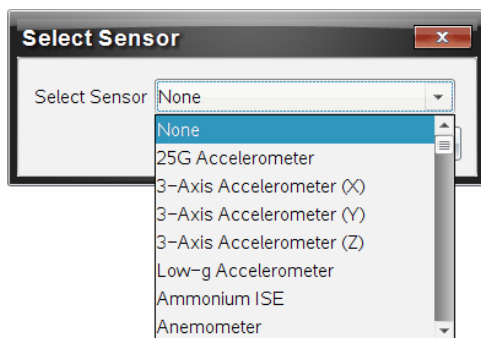 Select Sensor
Select Sensor None
None
25G Accelerometer
3-Axis Accelerometer (X)
3-Axis Accelerometer (Y)
3-Axis Accelerometer (Z)
Low-g Accelerometer
Ammonium ISE
Anemometer